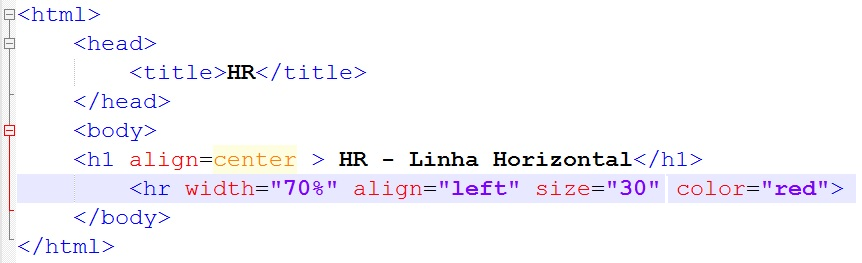 <html>
<head>
<title>HR</title>
</head>
<body>
<h1 align=center > HR - Linha Horizontal</h1>
<hr width="70%" align="left" size="30" color="red">
</body>
</html>